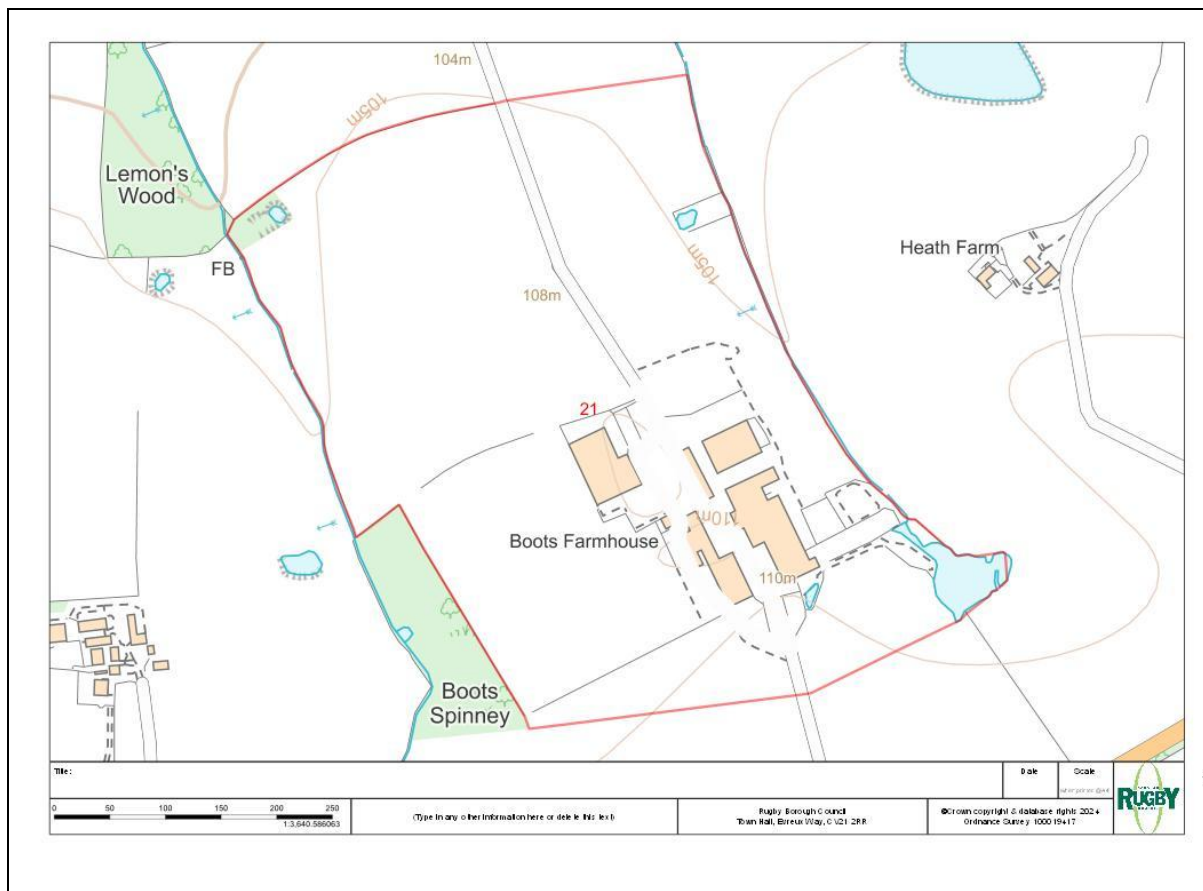 104m
105m
Lemon's
Wood
FB
Heath Farm
105m
108m
21
110m
Boots Farmhouse
110m
Boots
Spinney
Title:
Date
Scale
0 50 100 150 200 250
1:3,640.586063
(Type in any other information here or delete this text)
Rugby Borough Council
Town Hall, Evreux Way, CV21 2RR
©Crown copyright & database rights 2024
Ordnance Survey 100019417
RUGBY